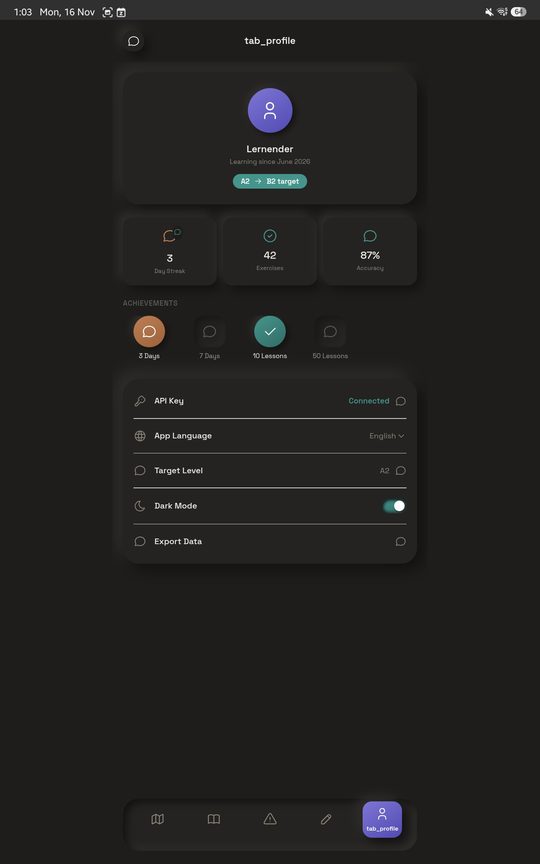 1:03 Mon, 16 Nov 64
tab_profile
Lernender
Learning since June 2026
A2 → B2 target
3 42 87%
Day Streak Exercises Accuracy
ACHIEVEMENTS
3 Days 7 Days 10 Lessons 50 Lessons
API Key Connected
App Language English
Target Level A2
Dark Mode
Export Data
tab_profile